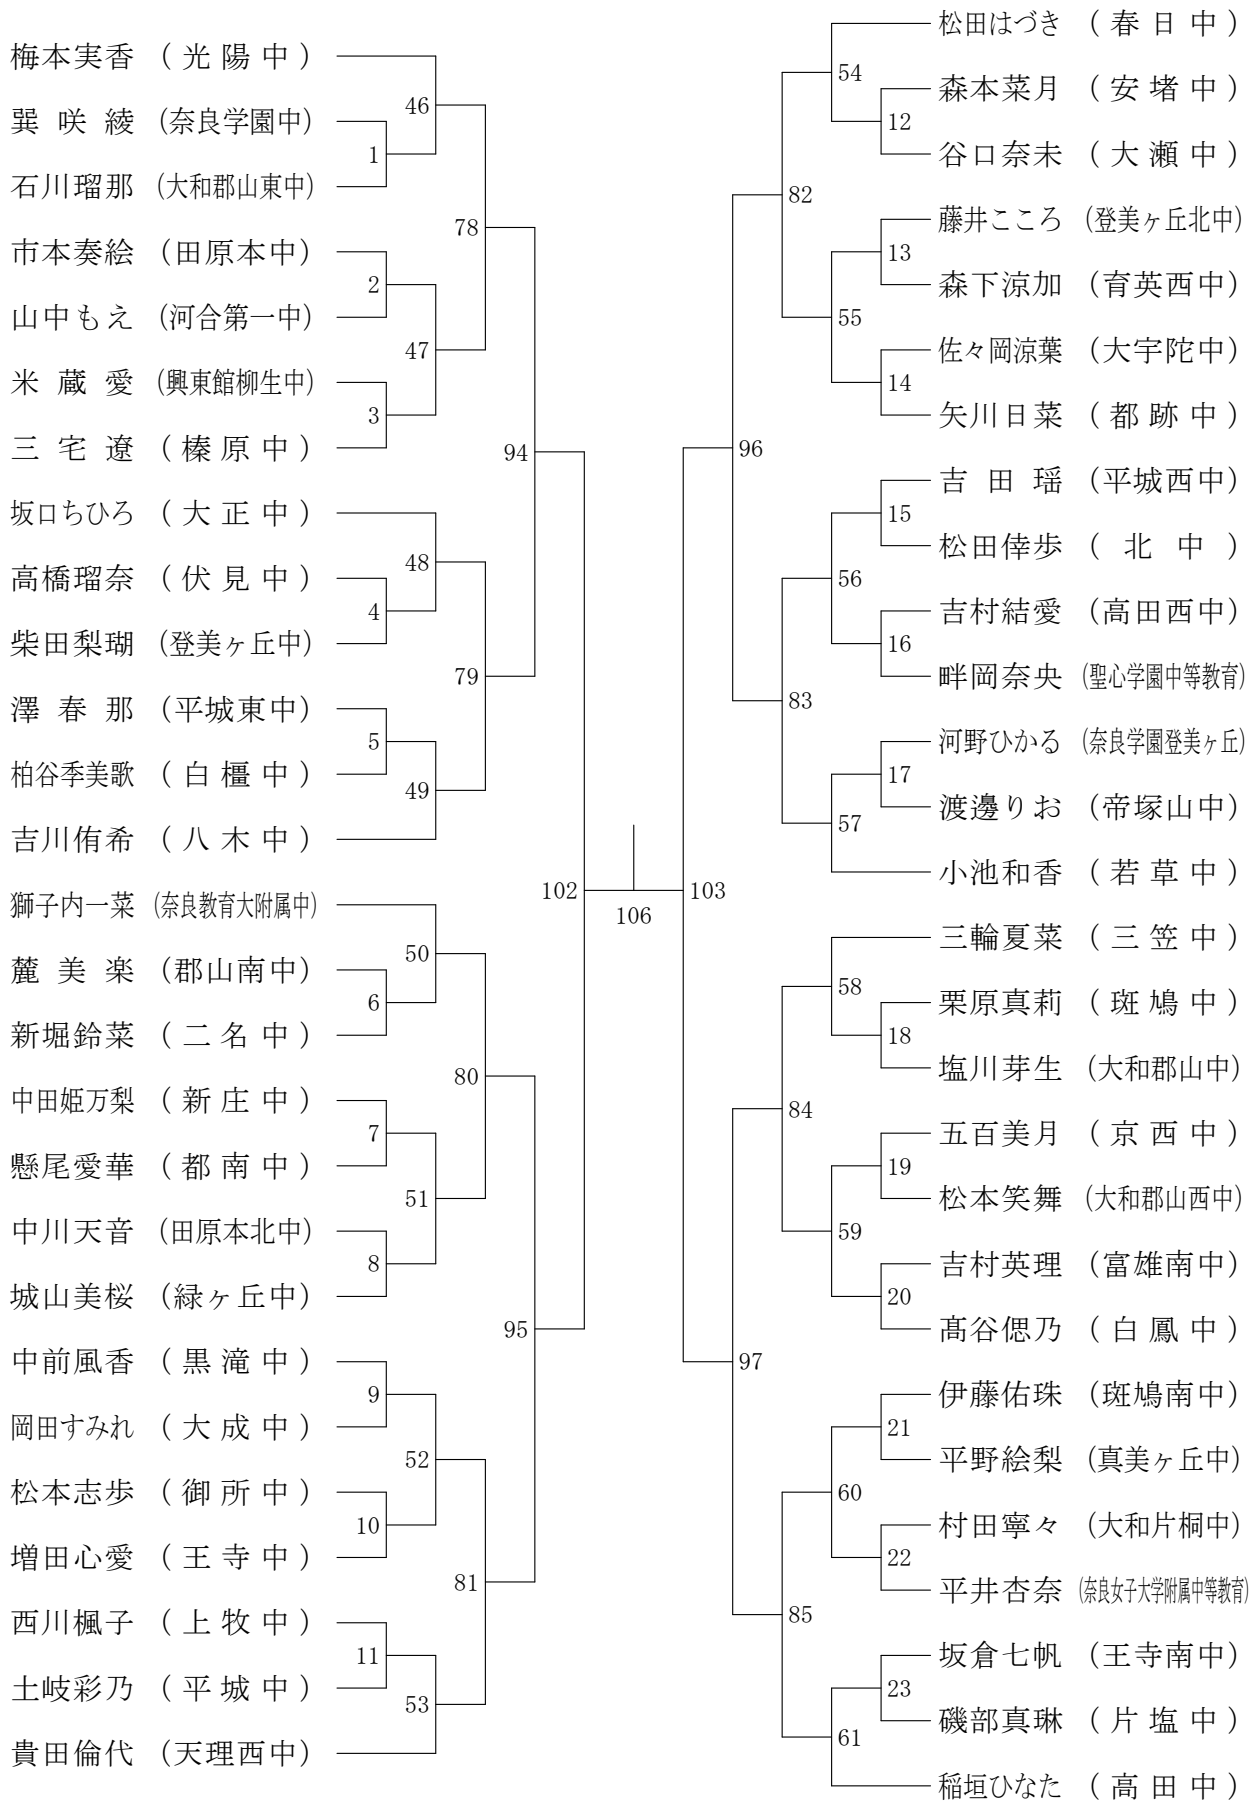 梅本実香 (光陽中)
巽咲綾 (奈良学園中)
石川瑠那 (大和郡山東中)
市本奏絵 (田原本中)
山中もえ (河合第一中)
米蔵愛 (興東館柳生中)
三宅遼 (榛原中)
坂口ちひろ (大正中)
高橋瑠奈 (伏見中)
柴田梨瑚 (登美ヶ丘中)
澤春那 (平城東中)
柏谷季美歌 (白橿中)
吉川侑希 (八木中)
獅子内一菜 (奈良教育大附属中)
麓美楽 (郡山南中)
新堀鈴菜 (二名中)
中田姫万梨 (新庄中)
懸尾愛華 (都南中)
中川天音 (田原本北中)
城山美桜 (緑ヶ丘中)
中前風香 (黒滝中)
岡田すみれ (大成中)
松本志歩 (御所中)
増田心愛 (王寺中)
西川楓子 (上牧中)
土岐彩乃 (平城中)
貴田倫代 (天理西中)
1
2
3
4
5
6
7
8
9
10
11
46
47
48
49
50
51
52
53
78
79
80
81
94
95
102
106
103
96
97
82
83
84
85
54
55
56
57
58
59
60
61
12
13
14
15
16
17
18
19
20
21
22
23
松田はづき (春日中)
森本菜月 (安堵中)
谷口奈未 (大瀬中)
藤井こころ (登美ヶ丘北中)
森下涼加 (育英西中)
佐々岡涼葉 (大宇陀中)
矢川日菜 (都跡中)
吉田瑶 (平城西中)
松田倖歩 (北中)
吉村結愛 (高田西中)
畔岡奈央 (聖心学園中等教育)
河野ひかる (奈良学園登美ヶ丘)
渡邊りお (帝塚山中)
小池和香 (若草中)
三輪夏菜 (三笠中)
栗原真莉 (斑鳩中)
塩川芽生 (大和郡山中)
五百美月 (京西中)
松本笑舞 (大和郡山西中)
吉村英理 (富雄南中)
髙谷偲乃 (白鳳中)
伊藤佑珠 (斑鳩南中)
平野絵梨 (真美ヶ丘中)
村田寧々 (大和片桐中)
平井杏奈 (奈良女子大学附属中等教育)
坂倉七帆 (王寺南中)
磯部真琳 (片塩中)
稲垣ひなた (高田中)